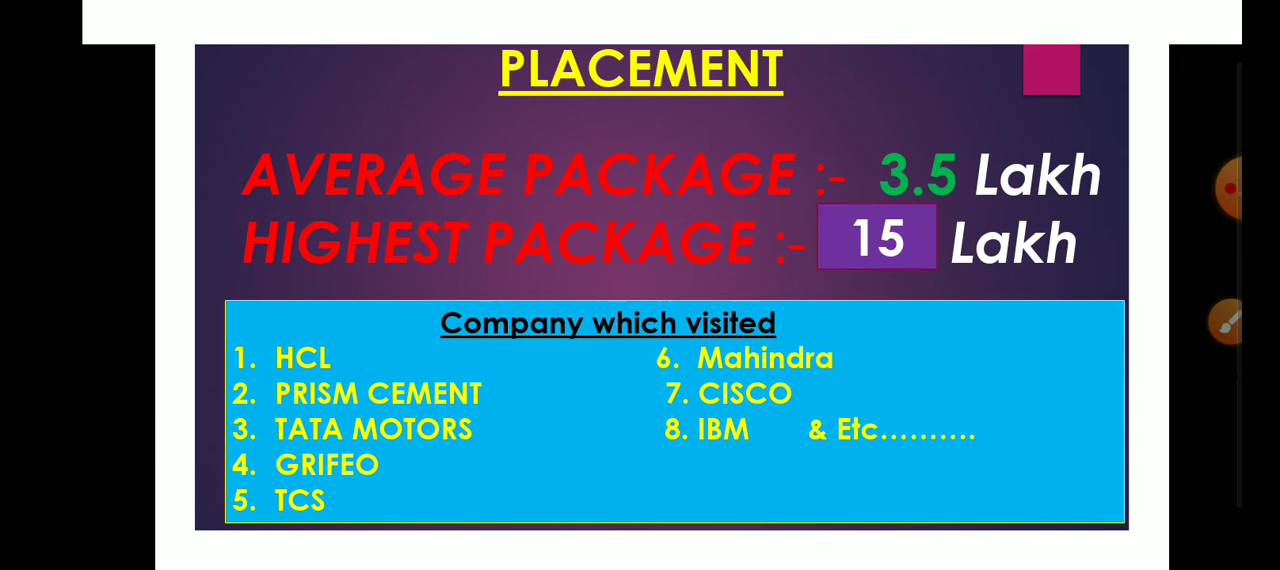 PLACEMENT
AVERAGE PACKAGE :- 3.5 Lakh
HIGHEST PACKAGE :- 15 Lakh
Company which visited
1. HCL 6. Mahindra
2. PRISM CEMENT 7. CISCO
3. TATA MOTORS 8. IBM & Etc..........
4. GRIFEO
5. TCS